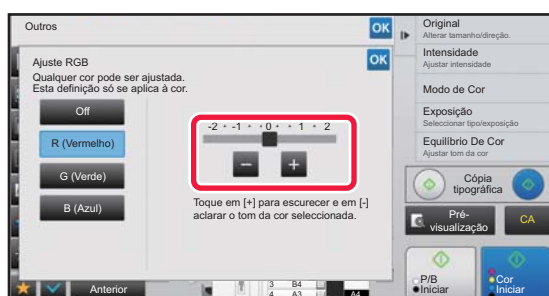 Outros
OK
Ajuste RGB
OK
Qualquer cor pode ser ajustada.
Esta definição só se aplica à cor.
Off
R (Vermelho)
G (Verde)
B (Azul)
-2 • -1 • • 0 • • 1 • 2
−
+
Toque em [+] para escurecer e em [-]
aclarar o tom da cor seleccionada.
Anterior
3 B4
4 A3
A4
Original
Alterar tamanho/direção.
Intensidade
Ajustar intensidade
Modo de Cor
Exposição
Seleccionar tipo/exposição
Equilíbrio De Cor
Ajustar tom da cor
Cópia
tipográfica
Pré-
visualização
CA
P/B
Iniciar
Cor
Iniciar